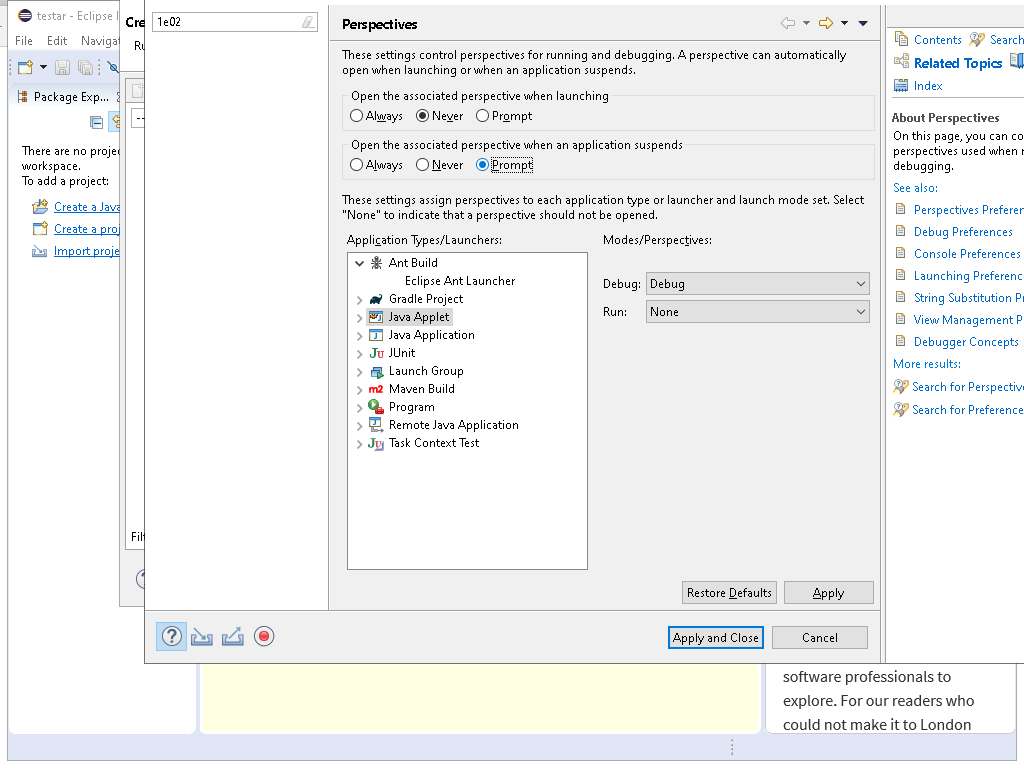 testar - Eclipse I
File Edit Navigat
Package Exp...
There are no proje
workspace.
To add a project:
Create a Java
Create a proj
Import proje
Cre
Ru
--
Filt
1e02
Perspectives
These settings control perspectives for running and debugging. A perspective can automatically
open when launching or when an application suspends.
Open the associated perspective when launching
Always Never Prompt
Open the associated perspective when an application suspends
Always Never Prompt
These settings assign perspectives to each application type or launcher and launch mode set. Select
"None" to indicate that a perspective should not be opened.
Application Types/Launchers:
Modes/Perspectives:
Ant Build
Eclipse Ant Launcher
Gradle Project
Java Applet
Java Application
JUnit
Launch Group
Maven Build
Program
Remote Java Application
Task Context Test
Debug: Debug
Run: None
Restore Defaults Apply
Apply and Close Cancel
Contents Search
Related Topics
Index
About Perspectives
On this page, you can co
perspectives used when r
debugging.
See also:
Perspectives Preferen
Debug Preferences
Console Preferences
Launching Preferenc
String Substitution Pr
View Management P
Debugger Concepts
More results:
Search for Perspective
Search for Preference
software professionals to
explore. For our readers who
could not make it to London